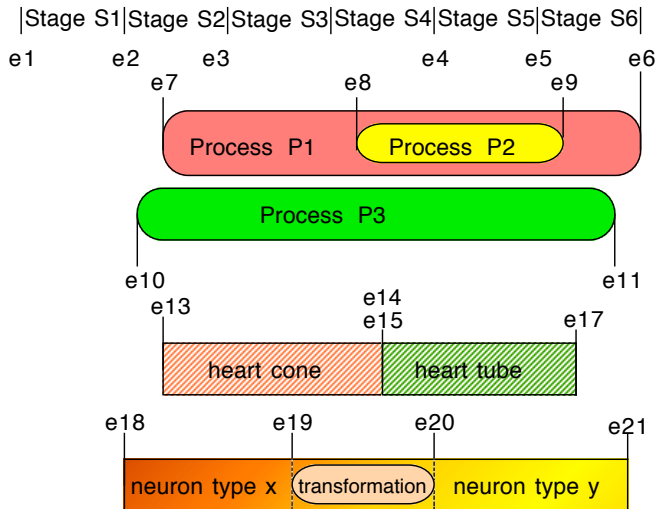 Stage S1 Stage S2 Stage S3 Stage S4 Stage S5 Stage S6
e1 e2 e3 e4 e5 e6
e7 e8 e9
Process P1 Process P2
Process P3
e10 e11
e14
e13 e15 e17
heart cone heart tube
e18 e19 e20 e21
neuron type x transformation neuron type y